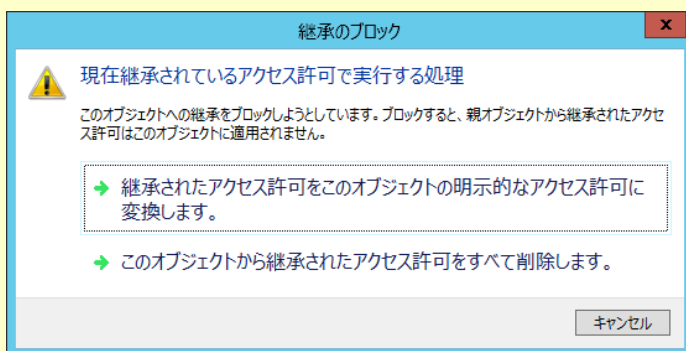 継承のブロック
x
現在継承されているアクセス許可で実行する処理
このオブジェクトへの継承をブロックしようとしています。ブロックすると、親オブジェクトから継承されたアクセ
ス許可はこのオブジェクトに適用されません。
継承されたアクセス許可をこのオブジェクトの明示的なアクセス許可に
変換します。
このオブジェクトから継承されたアクセス許可をすべて削除します。
キャンセル